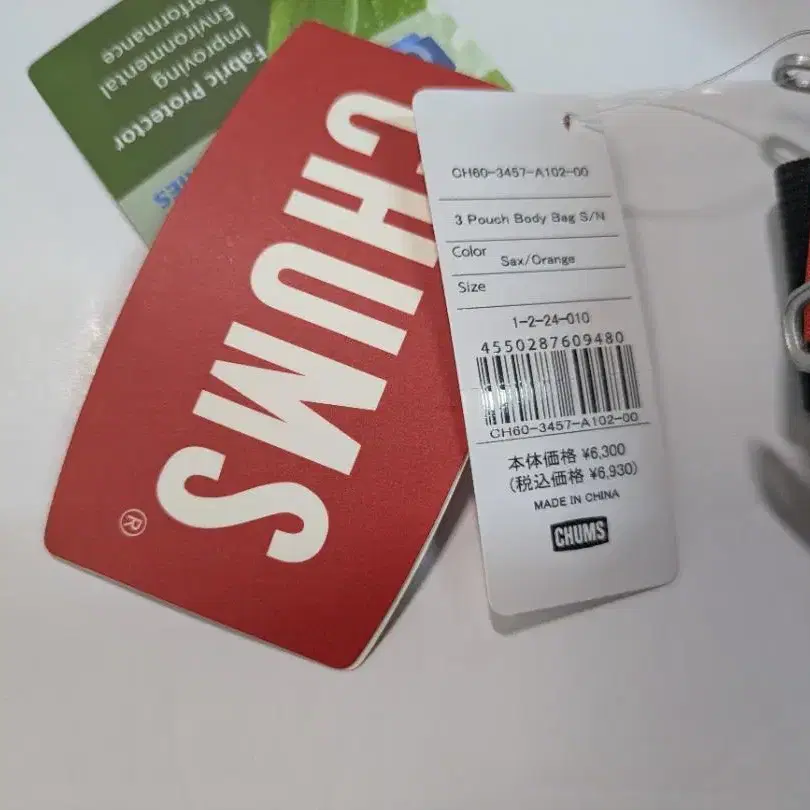 Fabric Protector
Improving
Environmental
Performance
CHUMS
®
CH60-3457-A102-00
3 Pouch Body Bag S/N
Color Sax/Orange
Size
1-2-24-010
4550287609480
CH60-3457-A102-00
本体価格 ¥6,300
(税込価格 ¥6,930)
MADE IN CHINA
CHUMS